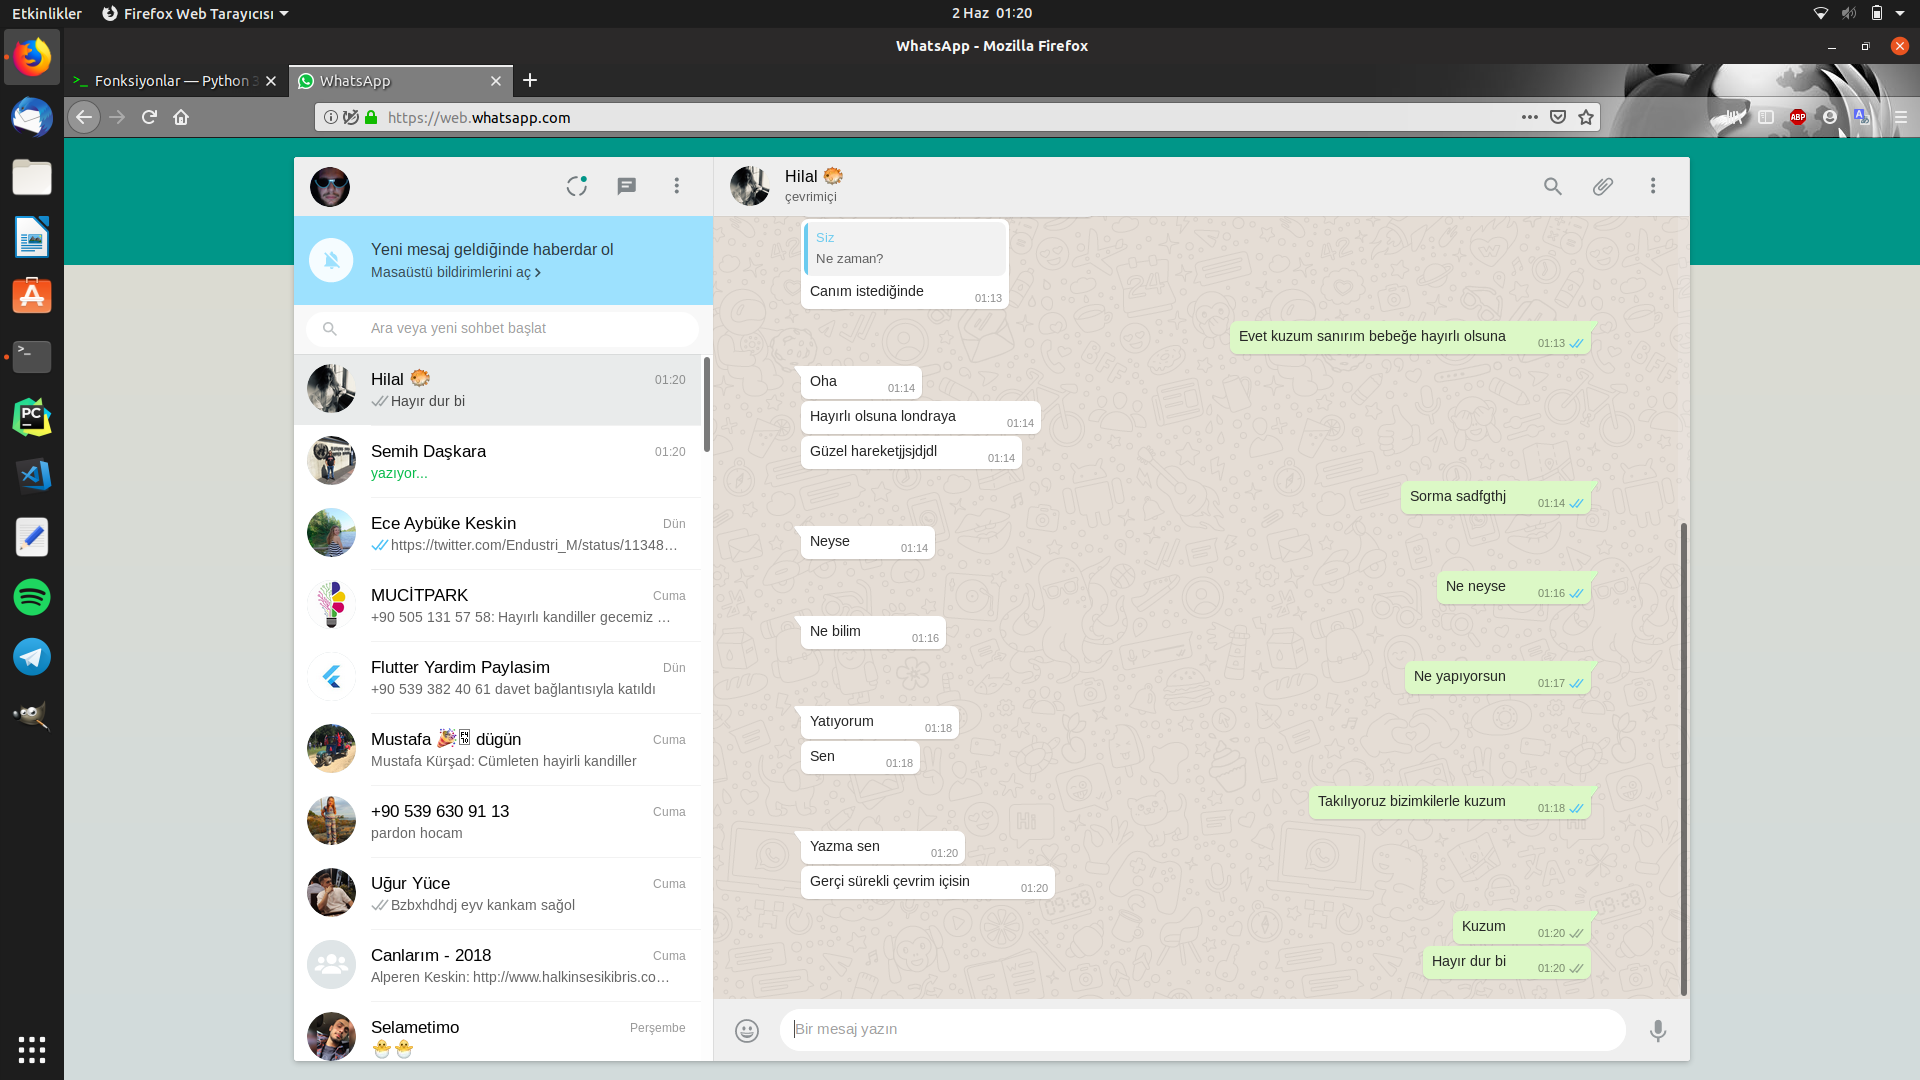 Etkinlikler
Firefox Web Tarayıcısı
2 Haz 01:20
WhatsApp - Mozilla Firefox
>_ Fonksiyonlar — Python 3
WhatsApp
https://web.whatsapp.com
ABP
Yeni mesaj geldiğinde haberdar ol
Masaüstü bildirimlerini aç
Ara veya yeni sohbet başlat
Hilal 🐡
01:20
Hayır dur bi
Semih Daşkara
01:20
yazıyor...
Ece Aybüke Keskin
Dün
https://twitter.com/Endustri_M/status/11348…
MUCİTPARK
Cuma
+90 505 131 57 58: Hayırlı kandiller gecemiz …
Flutter Yardim Paylasim
Dün
+90 539 382 40 61 davet bağlantısıyla katıldı
Mustafa 🎉 dügün
Cuma
Mustafa Kürşad: Cümleten hayirli kandiller
+90 539 630 91 13
Cuma
pardon hocam
Uğur Yüce
Cuma
Bzbxhdhdj eyv kankam sağol
Canlarım - 2018
Cuma
Alperen Keskin: http://www.halkinsesikibris.co…
Selametimo
Perşembe
🐣🐣
Hilal 🐡
çevrimiçi
Siz
Ne zaman?
Canım istediğinde
01:13
Evet kuzum sanırım bebeğe hayırlı olsuna
01:13
Oha
01:14
Hayırlı olsuna londraya
01:14
Güzel hareketjjsjdjdl
01:14
Sorma sadfgthj
01:14
Neyse
01:14
Ne neyse
01:16
Ne bilim
01:16
Ne yapıyorsun
01:17
Yatıyorum
01:18
Sen
01:18
Takılıyoruz bizimkilerle kuzum
01:18
Yazma sen
01:20
Gerçi sürekli çevrim içisin
01:20
Kuzum
01:20
Hayır dur bi
01:20
Bir mesaj yazın
PC